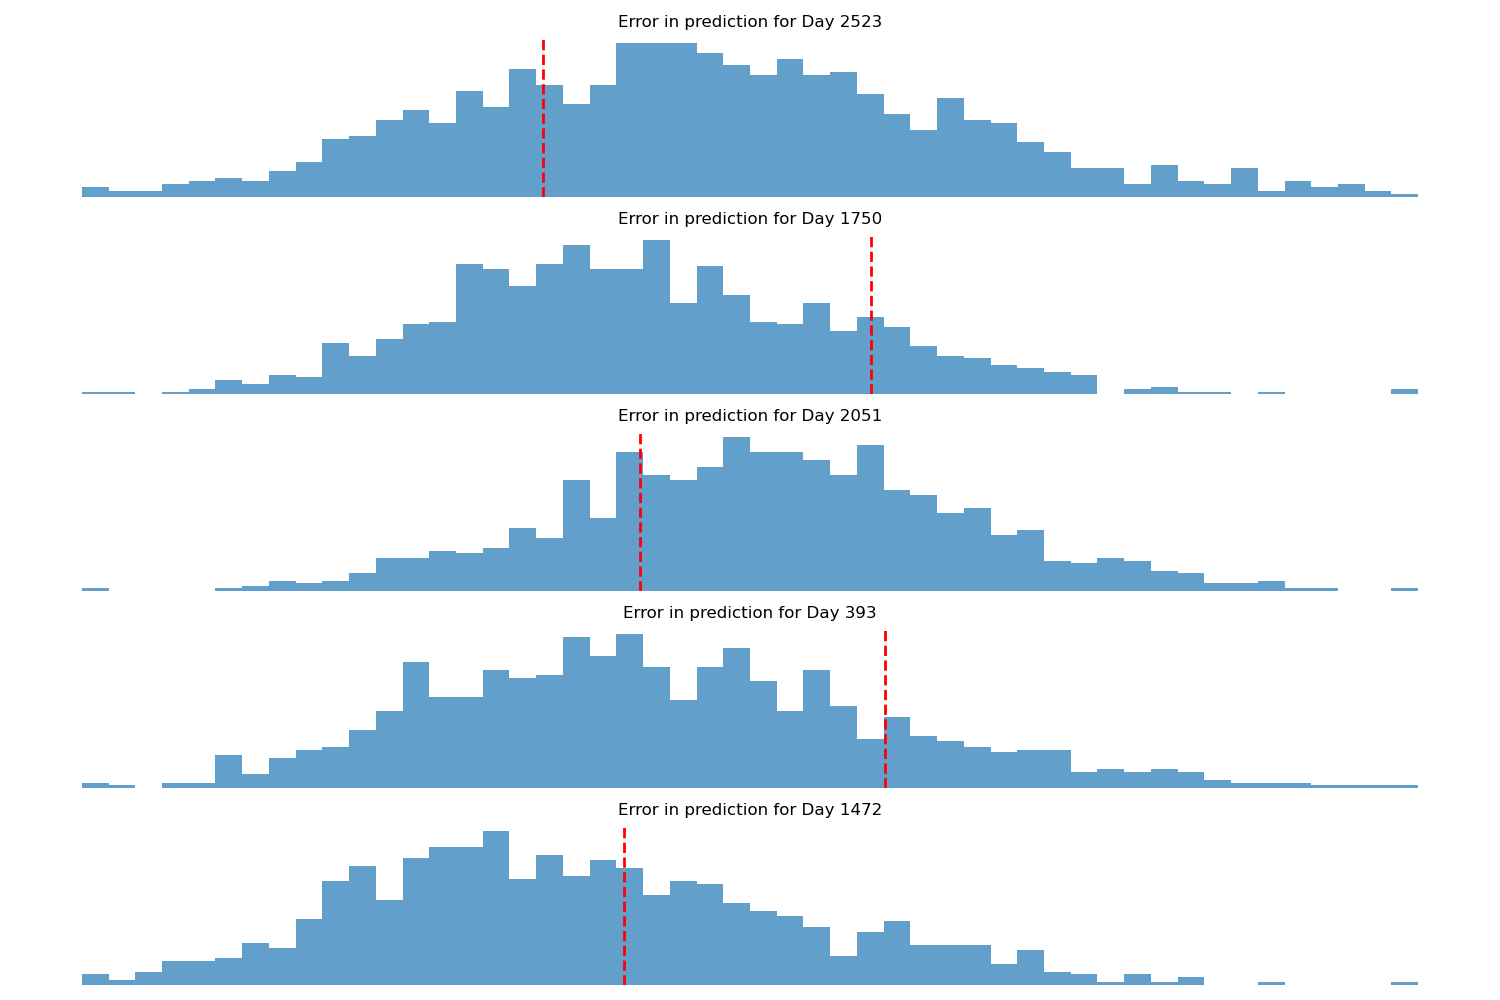 Error in prediction for Day 2523
Error in prediction for Day 1750
Error in prediction for Day 2051
Error in prediction for Day 393
Error in prediction for Day 1472